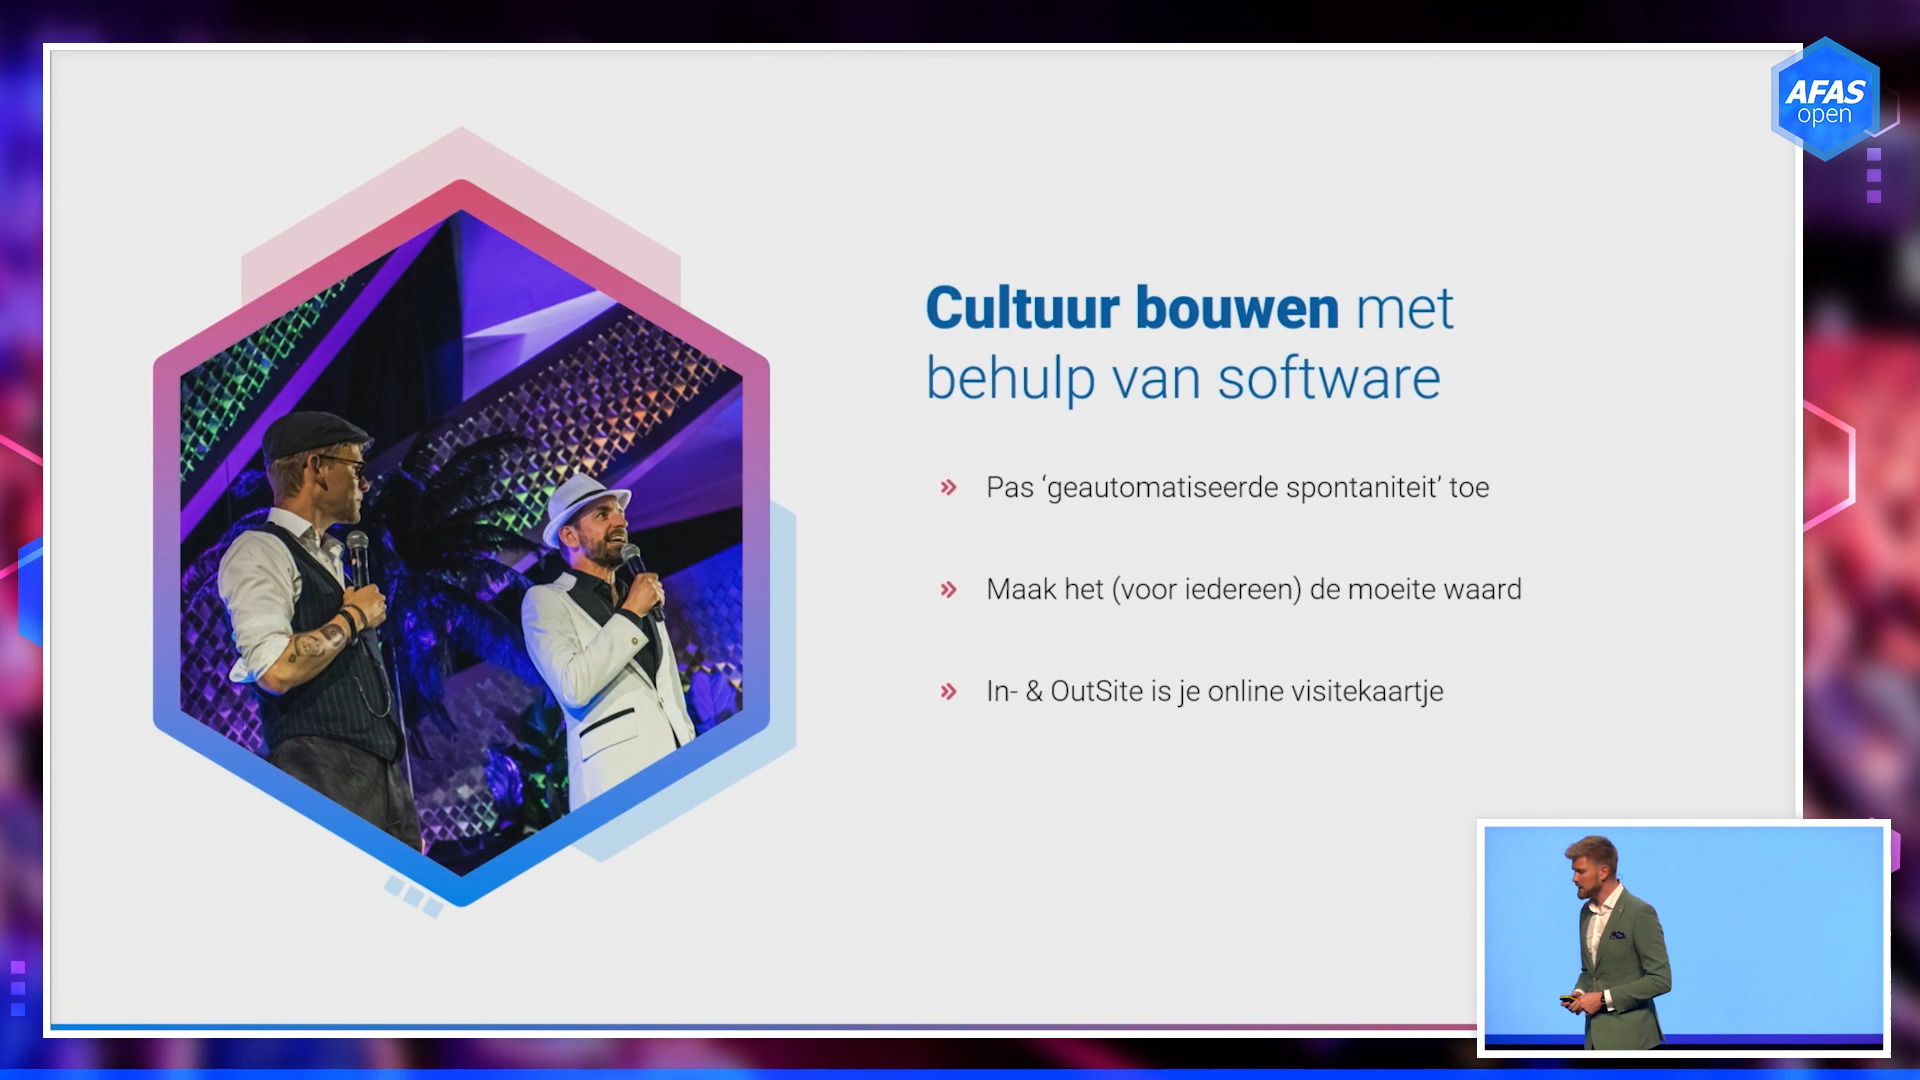 AFAS
open
Cultuur bouwen met
behulp van software
Pas ‘geautomatiseerde spontaniteit’ toe
Maak het (voor iedereen) de moeite waard
In- & OutSite is je online visitekaartje